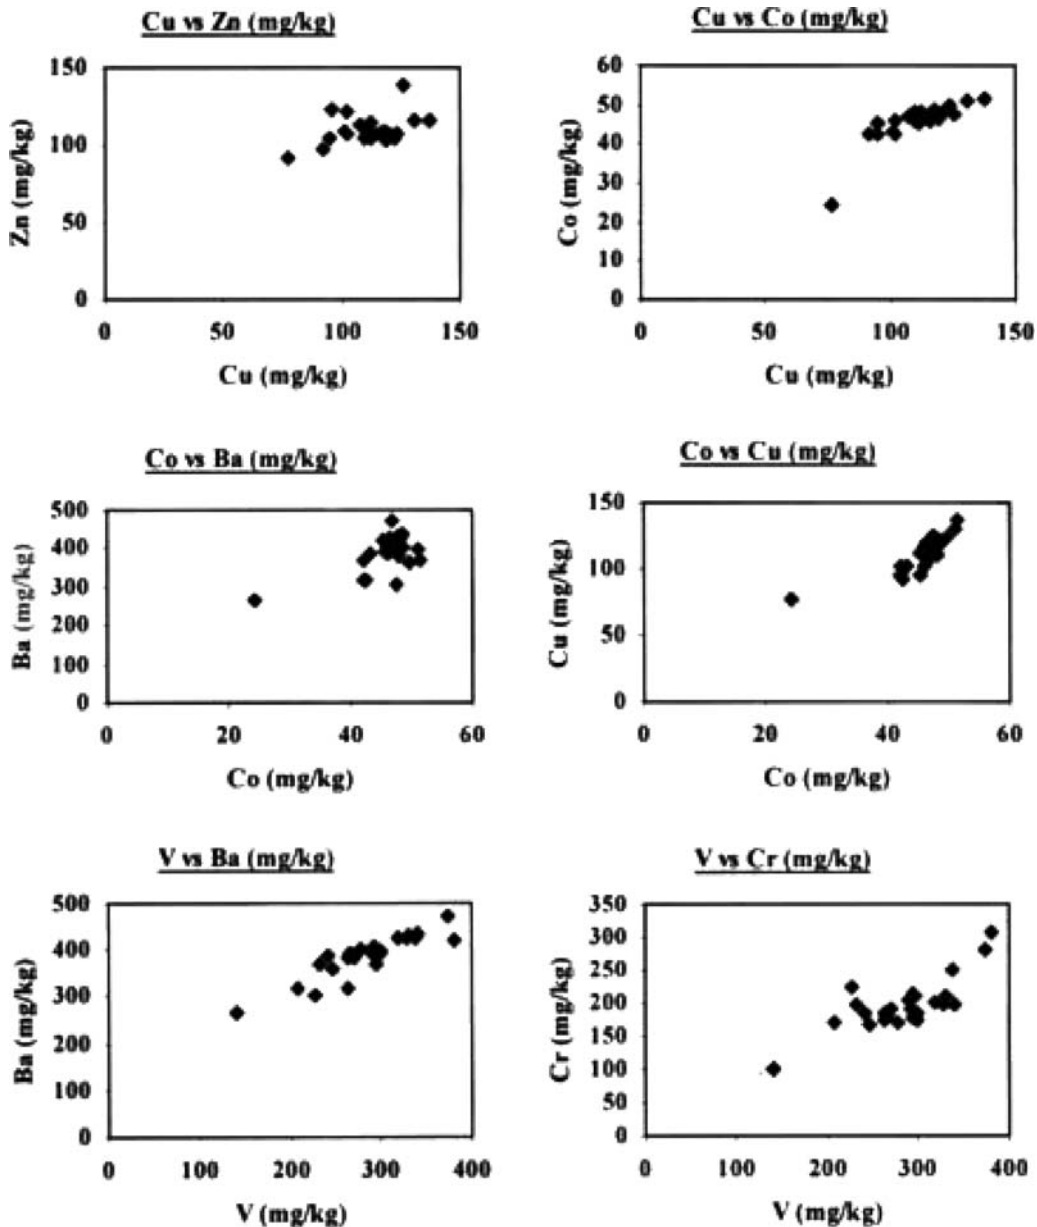 Cu vs Zn (mg/kg)
150
100
50
0
Zn (mg/kg)
0 50 100 150
Cu (mg/kg)
Cu vs Co (mg/kg)
60
50
40
30
20
10
0
Co (mg/kg)
0 50 100 150
Cu (mg/kg)
Co vs Ba (mg/kg)
500
400
300
200
100
0
Ba (mg/kg)
0 20 40 60
Co (mg/kg)
Co vs Cu (mg/kg)
150
100
50
0
Cu (mg/kg)
0 20 40 60
Co (mg/kg)
V vs Ba (mg/kg)
500
400
300
200
100
0
Ba (mg/kg)
0 100 200 300 400
V (mg/kg)
V vs Cr (mg/kg)
350
300
250
200
150
100
50
0
Cr (mg/kg)
0 100 200 300 400
V (mg/kg)